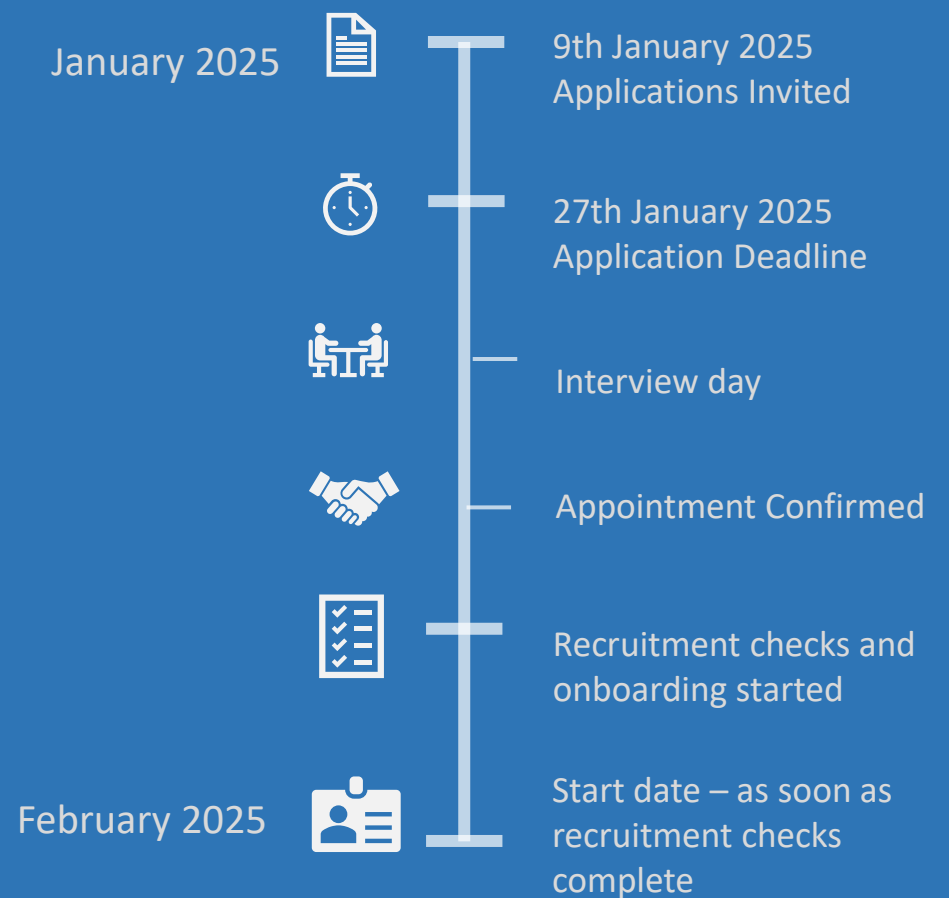 January 2025
9th January 2025
Applications Invited
27th January 2025
Application Deadline
Interview day
Appointment Confirmed
Recruitment checks and
onboarding started
February 2025
Start date – as soon as
recruitment checks
complete